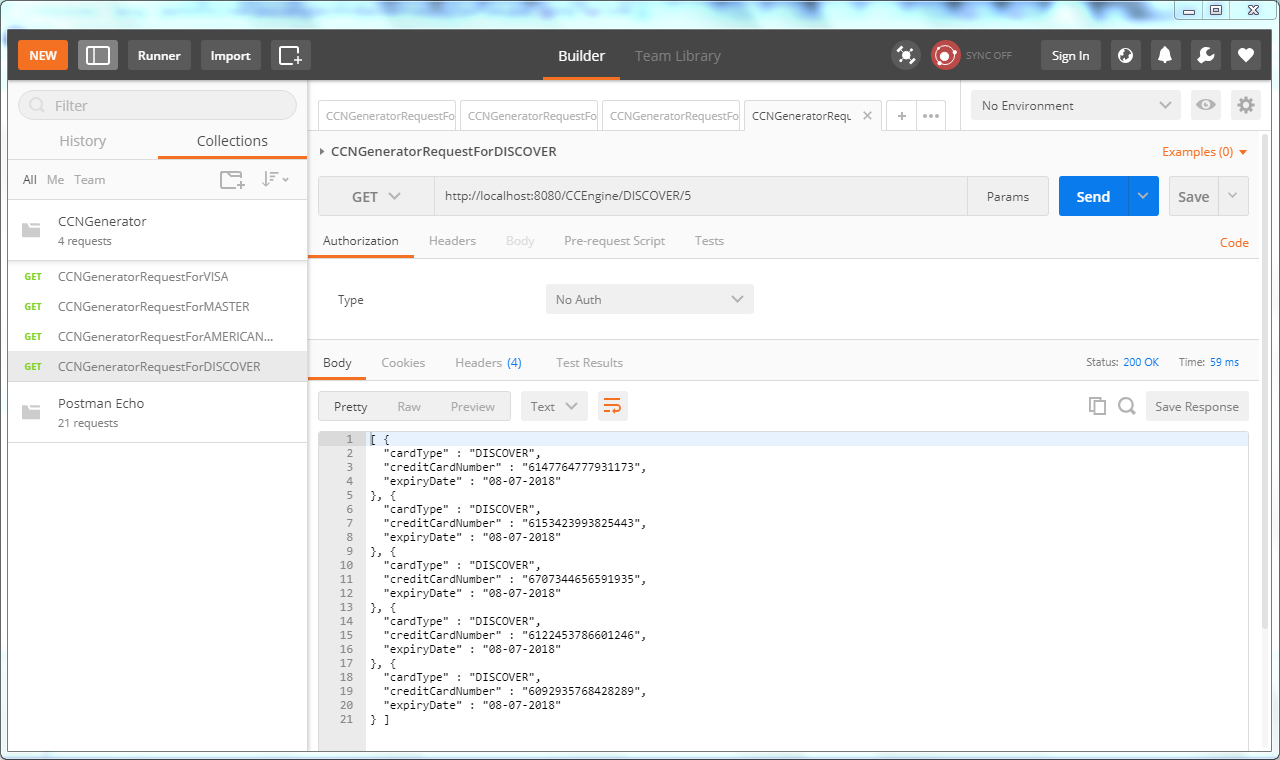 NEW
Runner
Import
Builder
Team Library
SYNC OFF
Sign In
Filter
History
Collections
All Me Team
CCNGenerator
4 requests
GET CCNGeneratorRequestForVISA
GET CCNGeneratorRequestForMASTER
GET CCNGeneratorRequestForAMERICAN...
GET CCNGeneratorRequestForDISCOVER
Postman Echo
21 requests
CCNGeneratorRequestFo
CCNGeneratorRequestFo
CCNGeneratorRequestFo
CCNGeneratorRequ
No Environment
CCNGeneratorRequestForDISCOVER
Examples (0)
GET
http://localhost:8080/CCEngine/DISCOVER/5
Params
Send
Save
Authorization
Headers
Body
Pre-request Script
Tests
Code
Type
No Auth
Body
Cookies
Headers (4)
Test Results
Status: 200 OK
Time: 59 ms
Pretty
Raw
Preview
Text
Save Response
1 [ {
2 "cardType" : "DISCOVER",
3 "creditCardNumber" : "6147764777931173",
4 "expiryDate" : "08-07-2018"
5 }, {
6 "cardType" : "DISCOVER",
7 "creditCardNumber" : "6153423993825443",
8 "expiryDate" : "08-07-2018"
9 }, {
10 "cardType" : "DISCOVER",
11 "creditCardNumber" : "6707344656591935",
12 "expiryDate" : "08-07-2018"
13 }, {
14 "cardType" : "DISCOVER",
15 "creditCardNumber" : "6122453786601246",
16 "expiryDate" : "08-07-2018"
17 }, {
18 "cardType" : "DISCOVER",
19 "creditCardNumber" : "6092935768428289",
20 "expiryDate" : "08-07-2018"
21 } ]